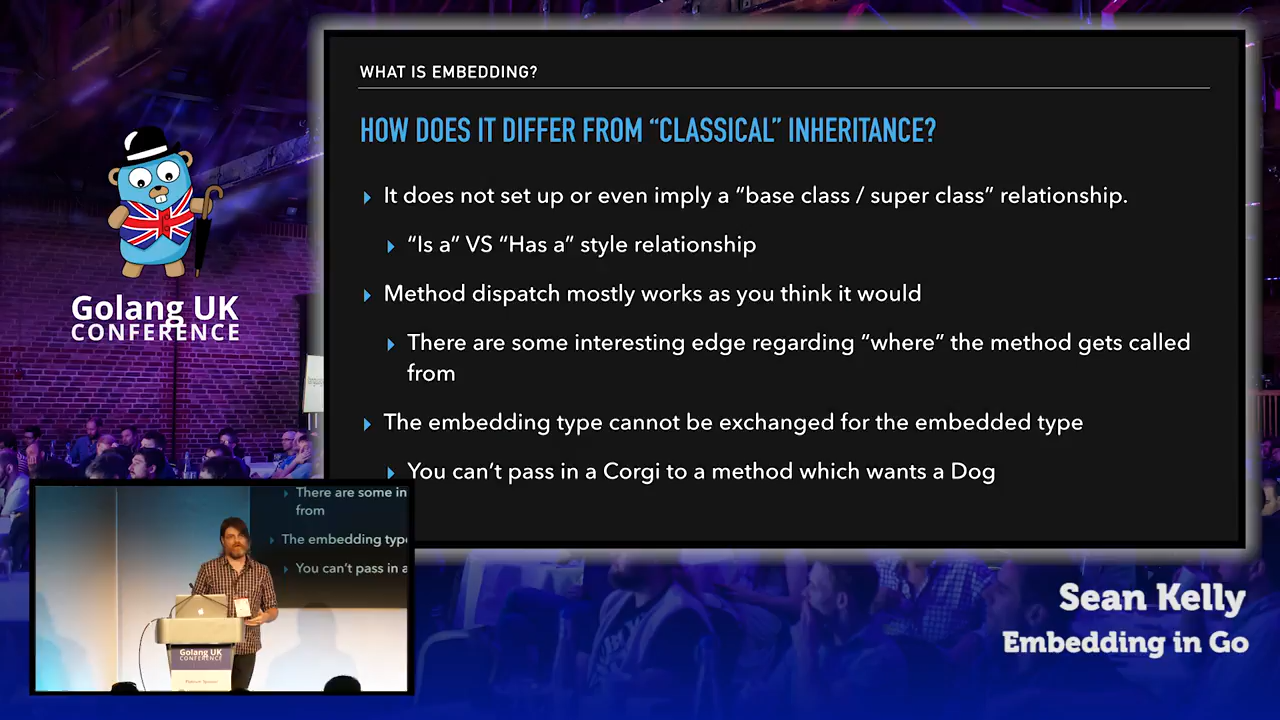 WHAT IS EMBEDDING?
HOW DOES IT DIFFER FROM “CLASSICAL” INHERITANCE?
It does not set up or even imply a “base class / super class” relationship.
“Is a” VS “Has a” style relationship
Method dispatch mostly works as you think it would
There are some interesting edge regarding “where” the method gets called
from
The embedding type cannot be exchanged for the embedded type
You can’t pass in a Corgi to a method which wants a Dog
Golang UK
CONFERENCE
There are some in
from
The embedding type
You can’t pass in a
Golang UK
CONFERENCE
Sean Kelly
Embedding in Go